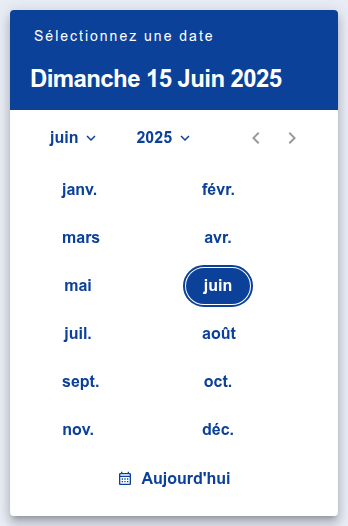 Sélectionnez une date
Dimanche 15 Juin 2025
juin 2025
janv. févr.
mars avr.
mai juin
juil. août
sept. oct.
nov. déc.
Aujourd'hui